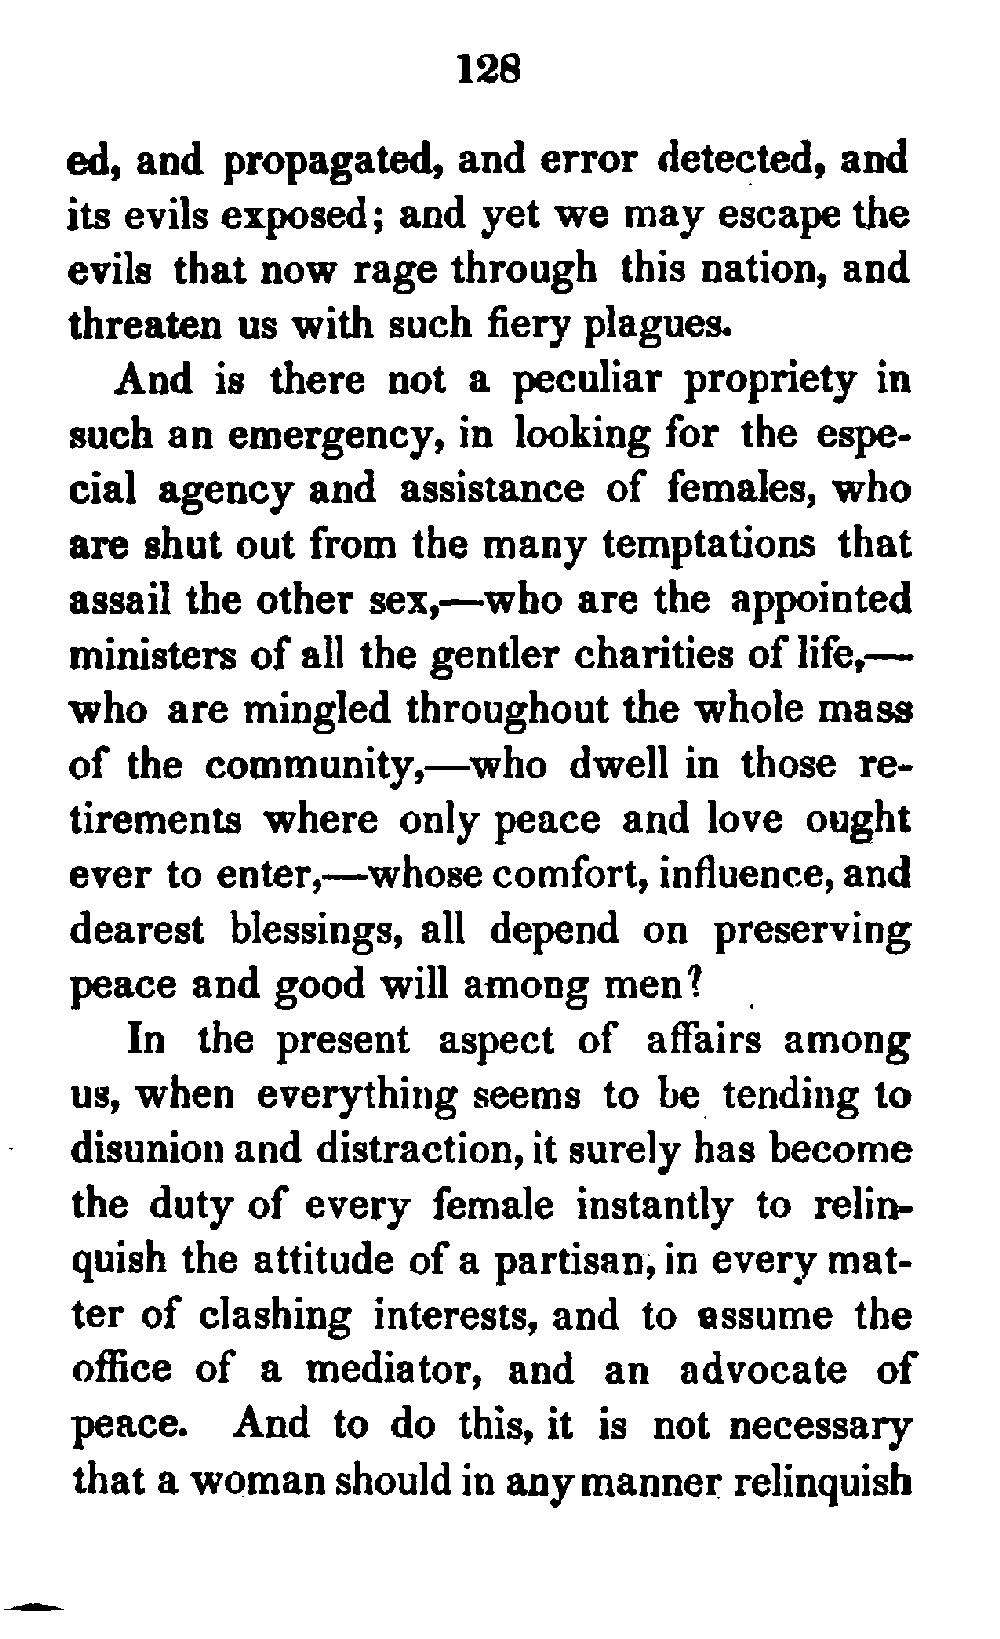 128
ed, and propagated, and error detected, and
its evils exposed; and yet we may escape the
evils that now rage through this nation, and
threaten us with such fiery plagues.
And is there not a peculiar propriety in
such an emergency, in looking for the espe-
cial agency and assistance of females, who
are shut out from the many temptations that
assail the other sex,—who are the appointed
ministers of all the gentler charities of life,—
who are mingled throughout the whole mass
of the community,—who dwell in those re-
tirements where only peace and love ought
ever to enter,—whose comfort, influence, and
dearest blessings, all depend on preserving
peace and good will among men?
In the present aspect of affairs among
us, when everything seems to be tending to
disunion and distraction, it surely has become
the duty of every female instantly to relin-
quish the attitude of a partisan, in every mat-
ter of clashing interests, and to assume the
office of a mediator, and an advocate of
peace. And to do this, it is not necessary
that a woman should in any manner relinquish